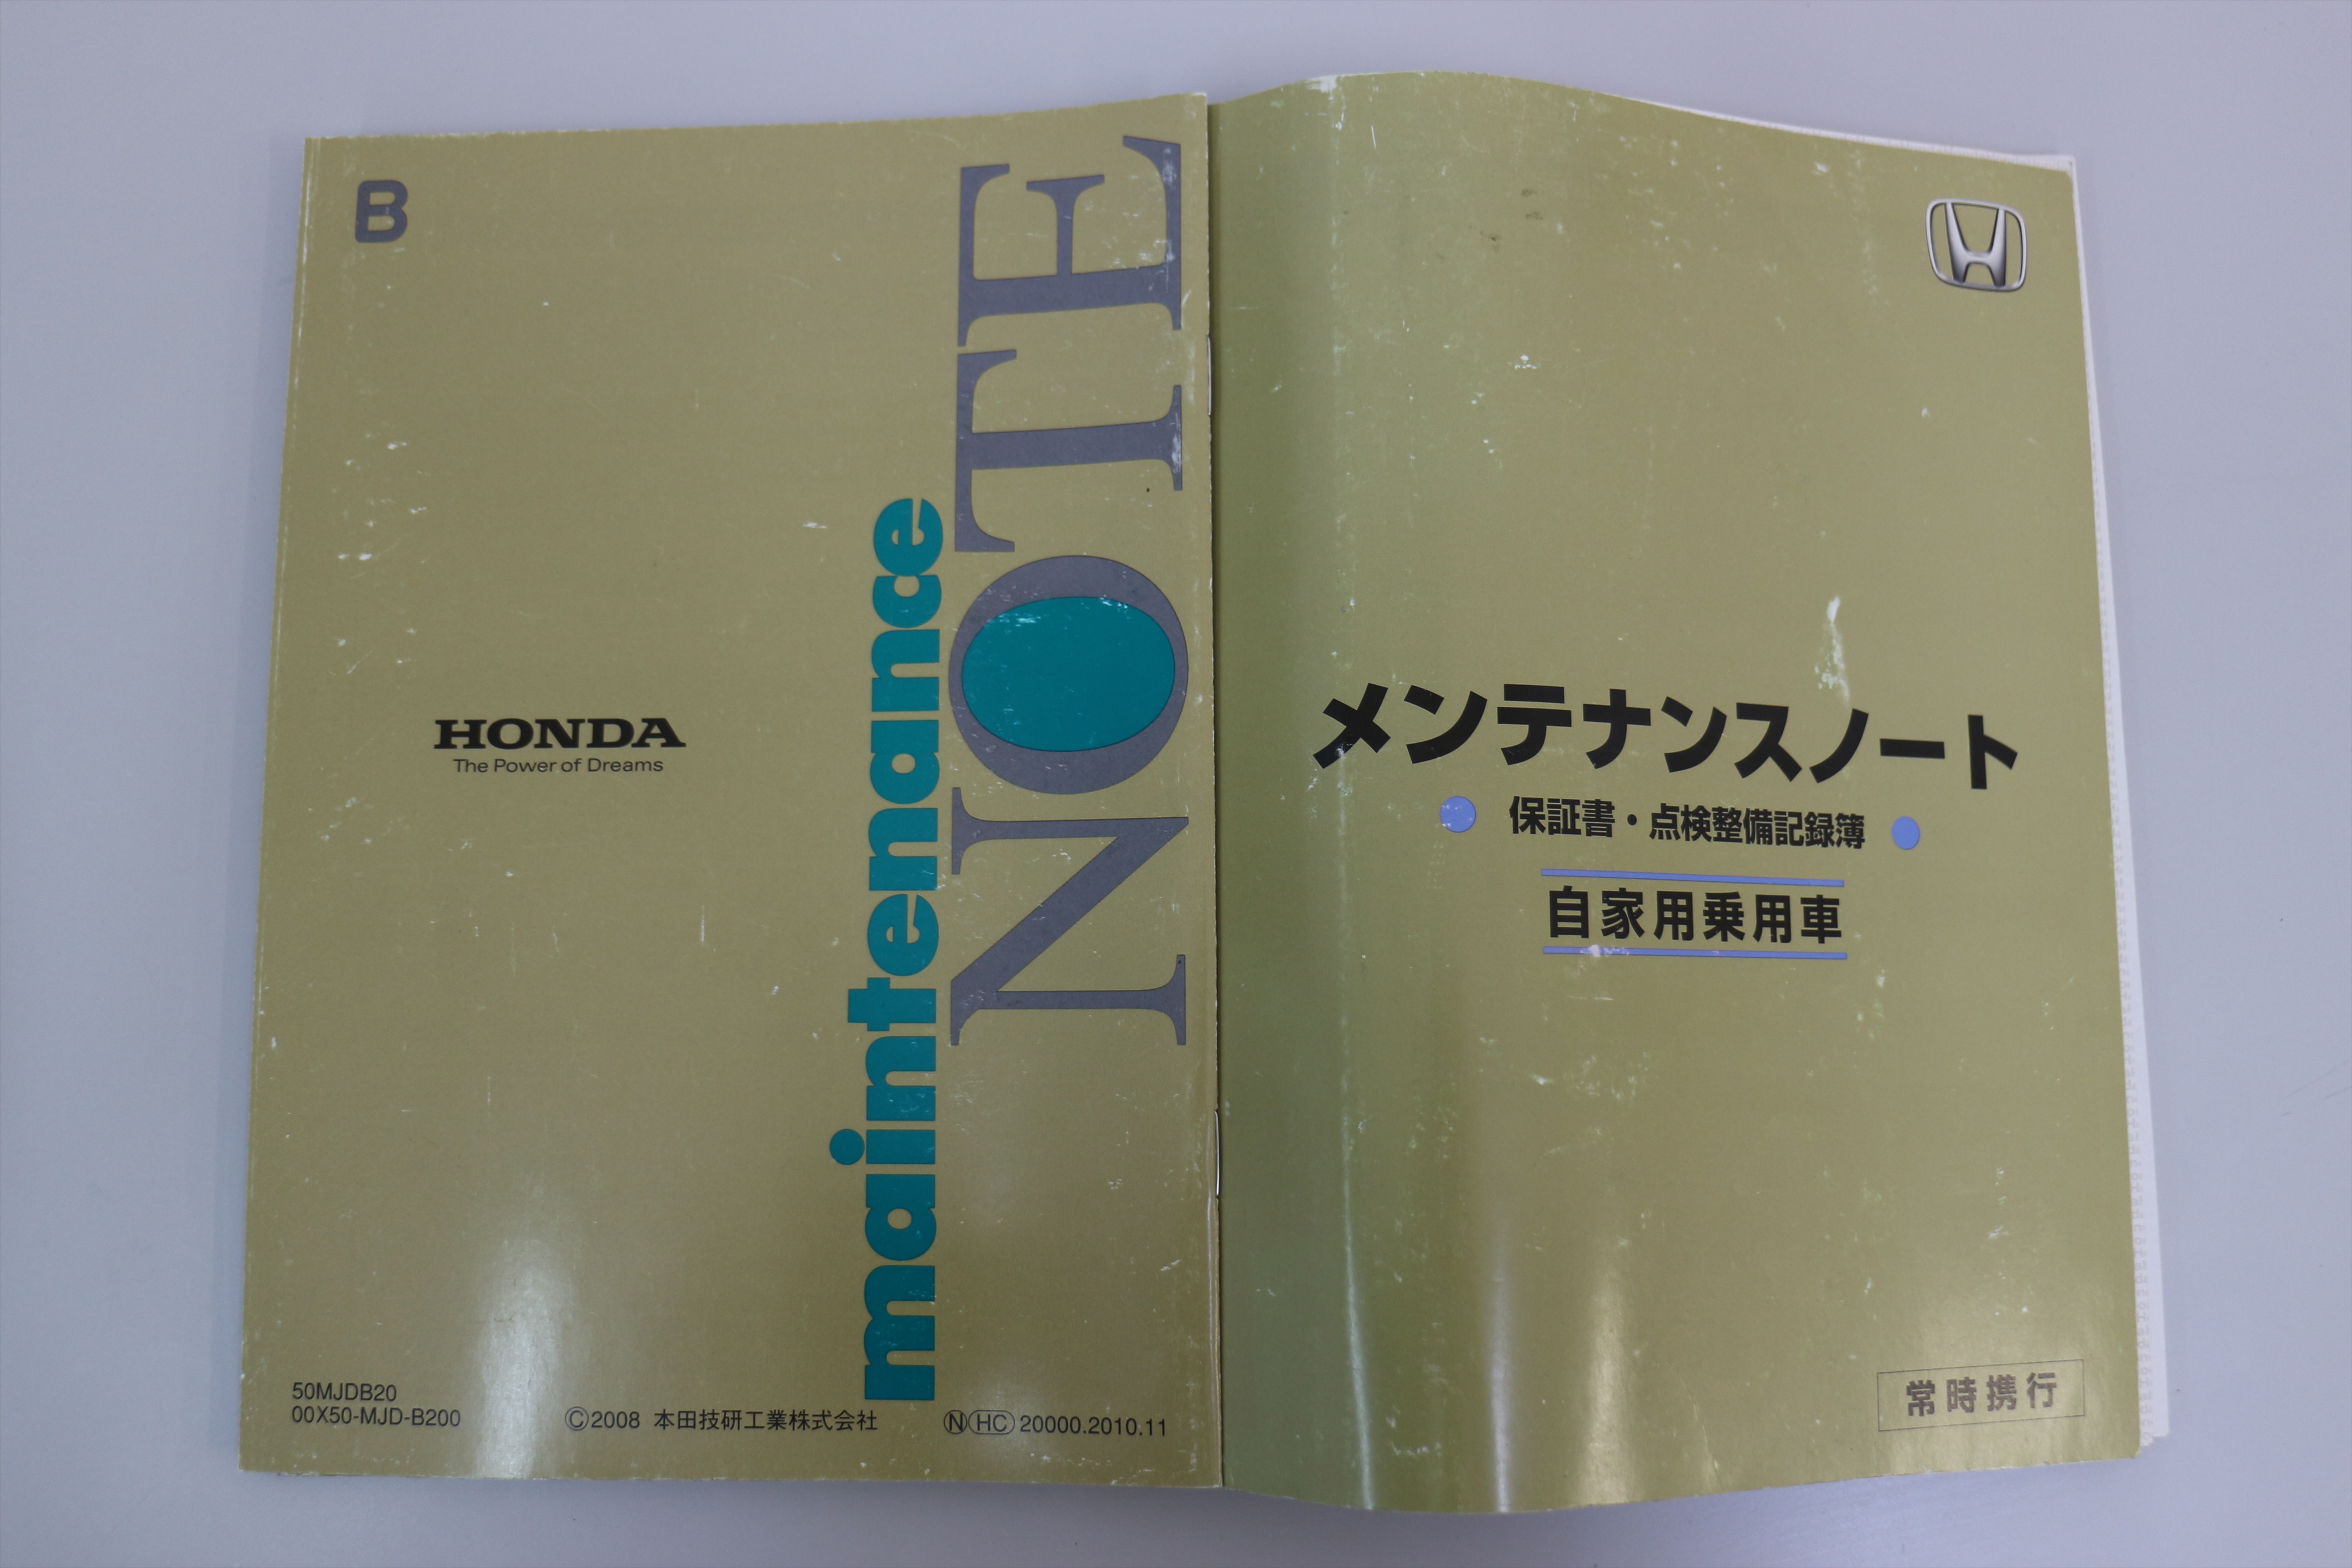 B
HONDA
The Power of Dreams
maintenance
NOTE
50MJDB20
00X50-MJD-B200
©2008 本田技研工業株式会社
Ⓝ HC 20000.2010.11
メンテナンスノート
保証書・点検整備記録簿
自家用乗用車
常時携行